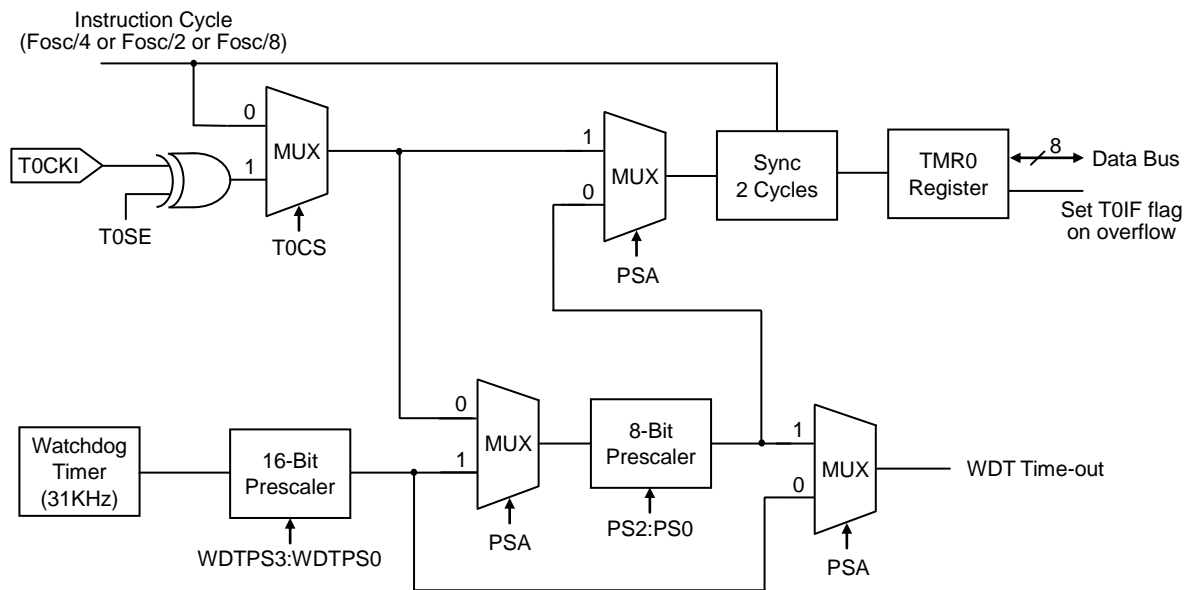 Instruction Cycle
(Fosc/4 or Fosc/2 or Fosc/8)
0
T0CKI
1
MUX
T0SE
T0CS
1
0
MUX
PSA
Sync
2 Cycles
TMR0
Register
8
Data Bus
Set T0IF flag
on overflow
Watchdog
Timer
(31KHz)
16-Bit
Prescaler
WDTPS3:WDTPS0
0
1
MUX
PSA
8-Bit
Prescaler
PS2:PS0
1
0
MUX
PSA
WDT Time-out